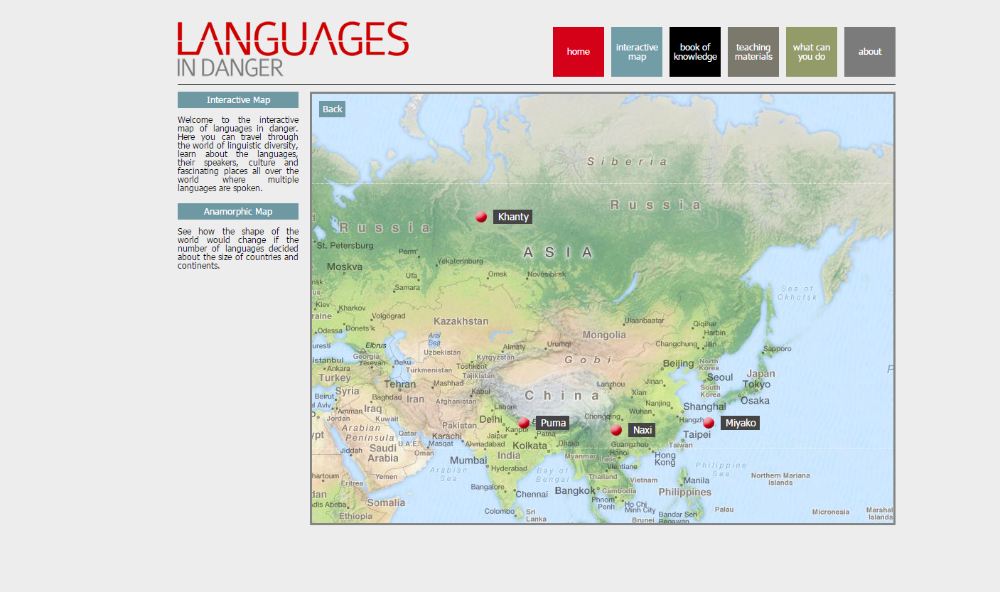 LANGUAGES
IN DANGER
home
interactive
map
book of
knowledge
teaching
materials
what can
you do
about
Interactive Map
Welcome to the interactive
map of languages in danger.
Here you can travel through
the world of linguistic diversity,
learn about the languages,
their speakers, culture and
fascinating places all over the
world where multiple
languages are spoken.
Anamorphic Map
See how the shape of the
world would change if the
number of languages decided
about the size of countries and
continents.
Back
Siberia
Russia
Khanty
Russia
St. Petersburg
ASIA
Perm'
Moskva
Yekaterinburg
Ufa
Omsk
Novosibirsk
Samara
Sea of
Okhotsk
Kiev
Kharkov
raine
Volgograd
Odessa
Donets'k
Kazakhstan
Ulaanbaatar
Mongolia
Qiqihar
Harbin
Aral
Sea
uresti
Elbrus
Almaty
Urumqi
Changchung
Jilin
Sapporo
Uzbekistan
Georgia
Kyrgyzstan
Gobi
Istanbul
Yerevan
Baku
Toshkent
Beijing
North
Korea
Ankara
Turkmenistan
Tajikistan
Seoul
Japan
Turkey
Tehran
Mashhad
Lanzhou
Jinan
Tokyo
Syria
Kabul
China
Xian
South
Korea
Beirut
Baghdad
Iran
Afghanistan
Osaka
el Aviv
Lahore
Nanjing
Shanghai
Amman
Iraq
Wuhan
Jordan
Kuwait
Delhi
Chongqing
Hangzh
Puma
Naxi
Miyako
Arabian
Peninsula
Pakistan
Kanpur
Patna
Qatar
Karachi
Jaipur
Taipei
Saudi
Arabia
U.A.E.
Masqat
Ahmadabad
Kolkata
Dhaka
Guangzhou
Taiwan
Jiddah
Oman
India
Myanmar
Laos
Hanoi
Hong
Kong
Mumbai
Vientiane
Philippine
Sea
Arabian
Sea
Hyderabad
Bay of
Bengal
hartoum
Yemen
Thailand
Vietnam
Manila
Northern Mariana
Islands
Eritrea
Bangalore
Chennai
Bangkok
Cambodia
Philippines
dan
Adis Abeba
Somalia
Phnom
Penh
Ho Chi
Minh City
Palau
Ethiopia
Colombo
Sri
Lanka
Bandar Seri
Begawan
Brunei
Micronesia
Marshal
Islands